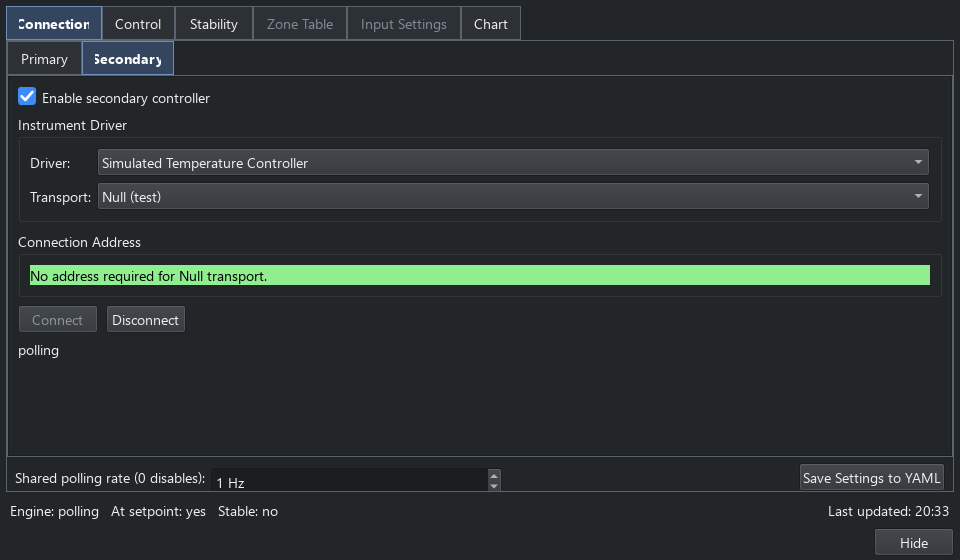 Connection Control Stability Zone Table Input Settings Chart
Primary Secondary
Enable secondary controller
Instrument Driver
Driver: Simulated Temperature Controller
Transport: Null (test)
Connection Address
No address required for Null transport.
Connect Disconnect
polling
Shared polling rate (0 disables): 1 Hz Save Settings to YAML
Engine: polling At setpoint: yes Stable: no Last updated: 20:33
Hide